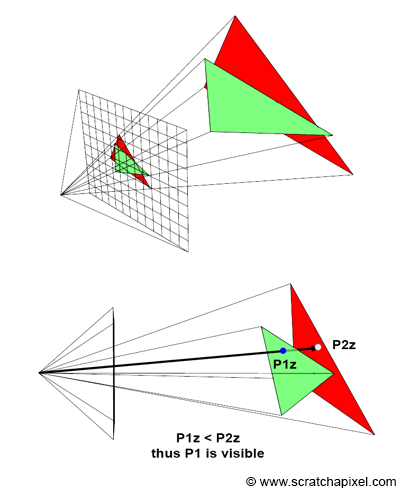 P2z
P1z
P1z < P2z
thus P1 is visible
© www.scratchapixel.com